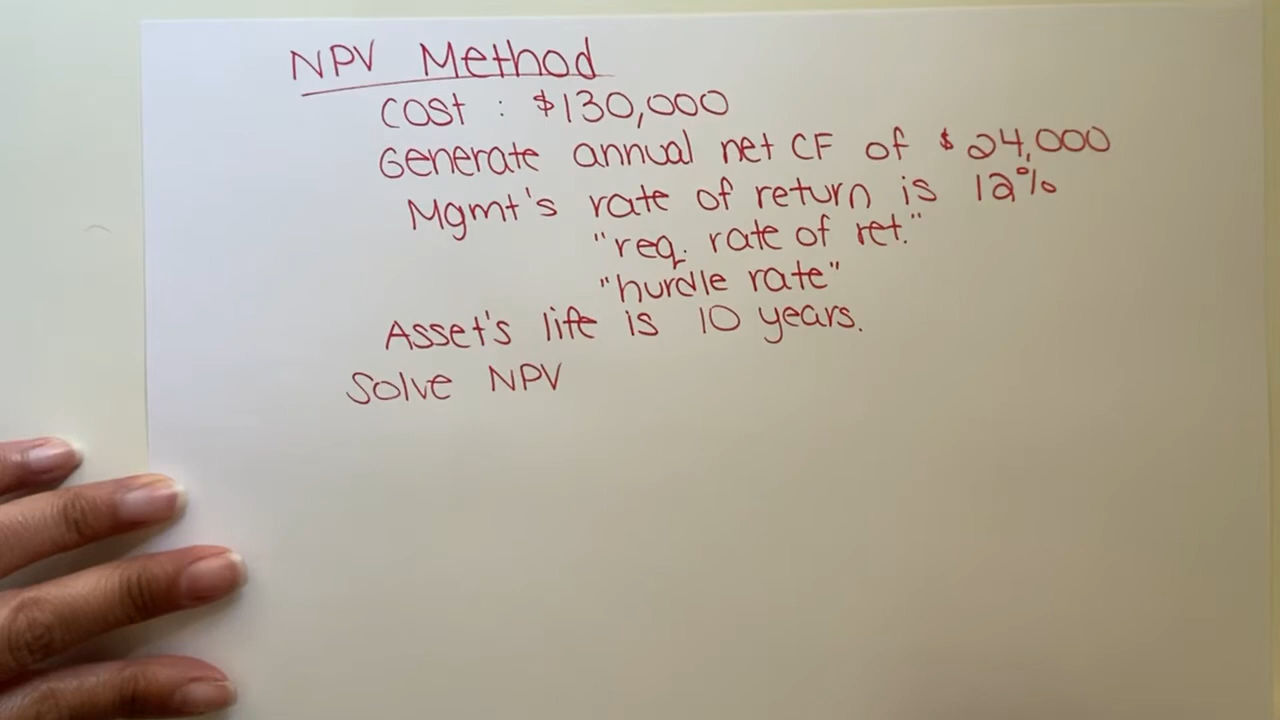 NPV Method
Cost : $130,000
Generate annual net CF of $24,000
Mgmt's rate of return is 12%
"req. rate of ret."
"hurdle rate"
Asset's life is 10 years.
Solve NPV